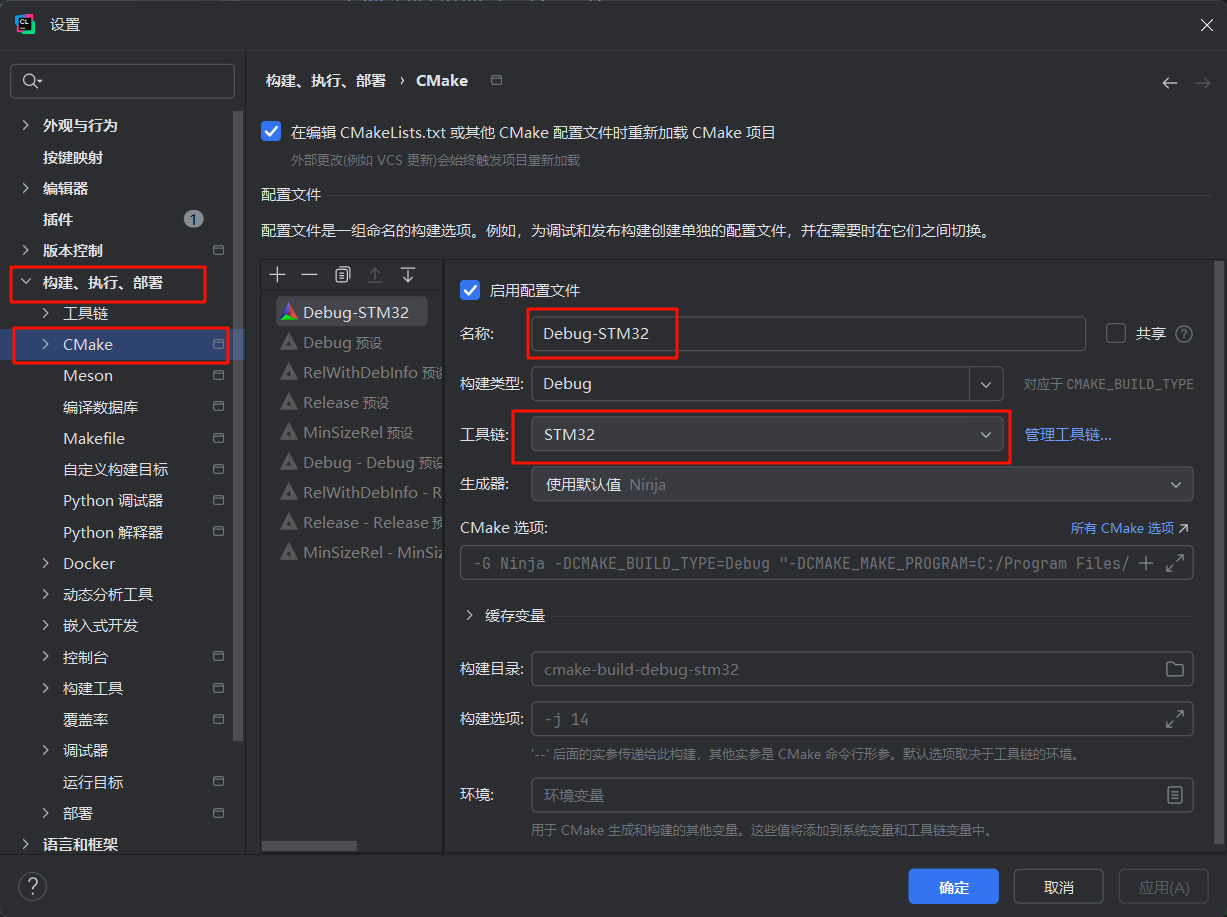 设置
构建、执行、部署 › CMake
外观与行为
按键映射
编辑器
插件 1
版本控制
构建、执行、部署
工具链
CMake
Meson
编译数据库
Makefile
自定义构建目标
Python 调试器
Python 解释器
Docker
动态分析工具
嵌入式开发
控制台
构建工具
覆盖率
调试器
运行目标
部署
语言和框架
在编辑 CMakeLists.txt 或其他 CMake 配置文件时重新加载 CMake 项目
外部更改(例如 VCS 更新)会始终触发项目重新加载
配置文件
配置文件是一组命名的构建选项。例如，为调试和发布构建创建单独的配置文件，并在需要时在它们之间切换。
Debug-STM32
Debug 预设
RelWithDebInfo 预设
Release 预设
MinSizeRel 预设
Debug - Debug 预设
RelWithDebInfo - R
Release - Release 预
MinSizeRel - MinSiz
启用配置文件
名称: Debug-STM32 共享 ?
构建类型: Debug 对应于 CMAKE_BUILD_TYPE
工具链: STM32 管理工具链...
生成器: 使用默认值 Ninja
CMake 选项: 所有 CMake 选项
-G Ninja -DCMAKE_BUILD_TYPE=Debug "-DCMAKE_MAKE_PROGRAM=C:/Program Files/
缓存变量
构建目录: cmake-build-debug-stm32
构建选项: -j 14
'--' 后面的实参传递给此构建，其他实参是 CMake 命令行形参。默认选项取决于工具链的环境。
环境: 环境变量
用于 CMake 生成和构建的其他变量。这些值将添加到系统变量和工具链变量中。
? 确定 取消 应用(A)